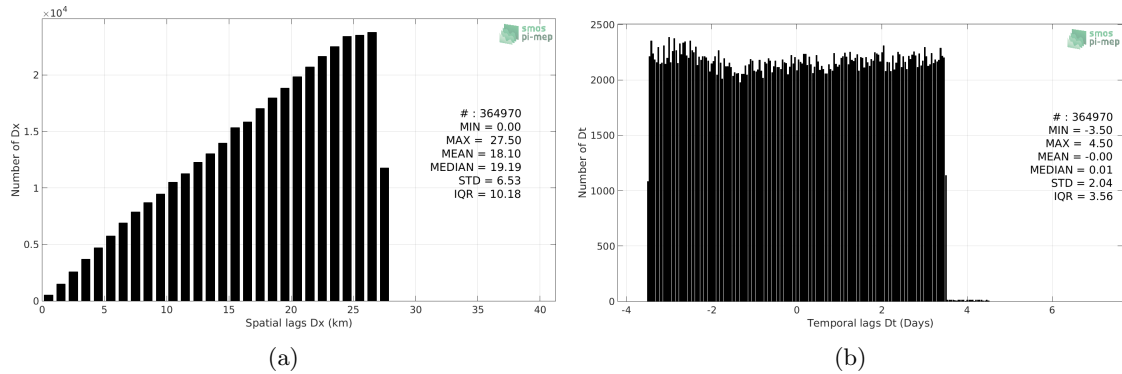 ×10⁴
2
1.5
1
0.5
0
Number of Dx
0 5 10 15 20 25 30 35 40
Spatial lags Dx (km)
smos
pi-mep
# : 364970
MIN = 0.00
MAX = 27.50
MEAN = 18.10
MEDIAN = 19.19
STD = 6.53
IQR = 10.18
(a)
2500
2000
1500
1000
500
0
Number of Dt
-4 -2 0 2 4 6
Temporal lags Dt (Days)
smos
pi-mep
# : 364970
MIN = -3.50
MAX = 4.50
MEAN = -0.00
MEDIAN = 0.01
STD = 2.04
IQR = 3.56
(b)